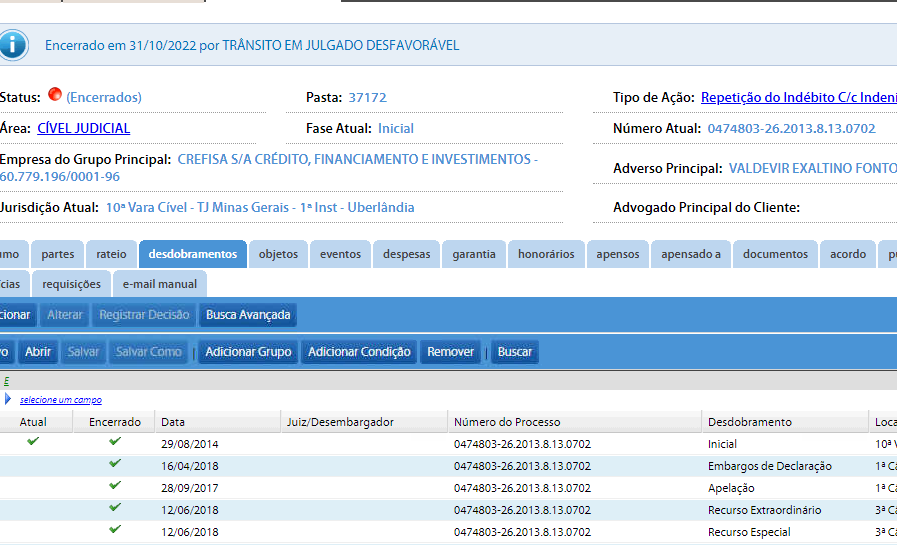 Encerrado em 31/10/2022 por TRÂNSITO EM JULGADO DESFAVORÁVEL
Status: (Encerrados) Pasta: 37172 Tipo de Ação: Repetição do Indébito C/c Indeni
Área: CÍVEL JUDICIAL Fase Atual: Inicial Número Atual: 0474803-26.2013.8.13.0702
Empresa do Grupo Principal: CREFISA S/A CRÉDITO, FINANCIAMENTO E INVESTIMENTOS -
60.779.196/0001-96
Adverso Principal: VALDEVIR EXALTINO FONTO
Jurisdição Atual: 10ª Vara Cível - TJ Minas Gerais - 1ª Inst - Uberlândia Advogado Principal do Cliente:
umo partes rateio desdobramentos objetos eventos despesas garantia honorários apensos apensado a documentos acordo
cias requisições e-mail manual
cionar Alterar Registrar Decisão Busca Avançada
vo Abrir Salvar Salvar Como | Adicionar Grupo Adicionar Condição Remover | Buscar
E
selecione um campo
Atual Encerrado Data Juiz/Desembargador Número do Processo Desdobramento Loca
29/08/2014 0474803-26.2013.8.13.0702 Inicial 10ª V
16/04/2018 0474803-26.2013.8.13.0702 Embargos de Declaração 1ª Câ
28/09/2017 0474803-26.2013.8.13.0702 Apelação 1ª Câ
12/06/2018 0474803-26.2013.8.13.0702 Recurso Extraordinário 3ª Câ
12/06/2018 0474803-26.2013.8.13.0702 Recurso Especial 3ª Câ